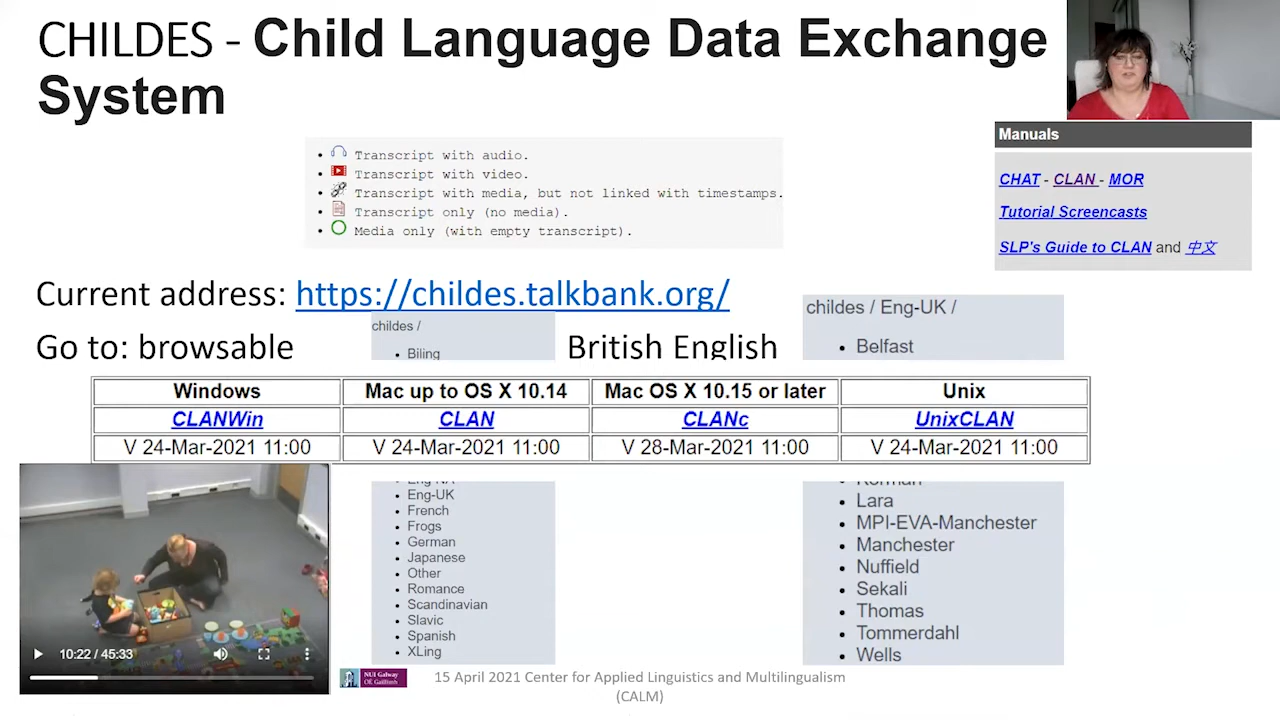 CHILDES - Child Language Data Exchange
System
Transcript with audio.
Transcript with video.
Transcript with media, but not linked with timestamps.
Transcript only (no media).
Media only (with empty transcript).
Manuals
CHAT - CLAN - MOR
Tutorial Screencasts
SLP's Guide to CLAN and 中文
Current address: https://childes.talkbank.org/
Go to: browsable
childes /
Biling
British English
childes / Eng-UK /
Belfast
Windows Mac up to OS X 10.14 Mac OS X 10.15 or later Unix
CLANWin CLAN CLANc UnixCLAN
V 24-Mar-2021 11:00 V 24-Mar-2021 11:00 V 28-Mar-2021 11:00 V 24-Mar-2021 11:00
Eng-UK
French
Frogs
German
Japanese
Other
Romance
Scandinavian
Slavic
Spanish
XLing
Lara
MPI-EVA-Manchester
Manchester
Nuffield
Sekali
Thomas
Tommerdahl
Wells
10:22 / 45:33
NUI Galway
OÉ Gaillimh
15 April 2021 Center for Applied Linguistics and Multilingualism
(CALM)